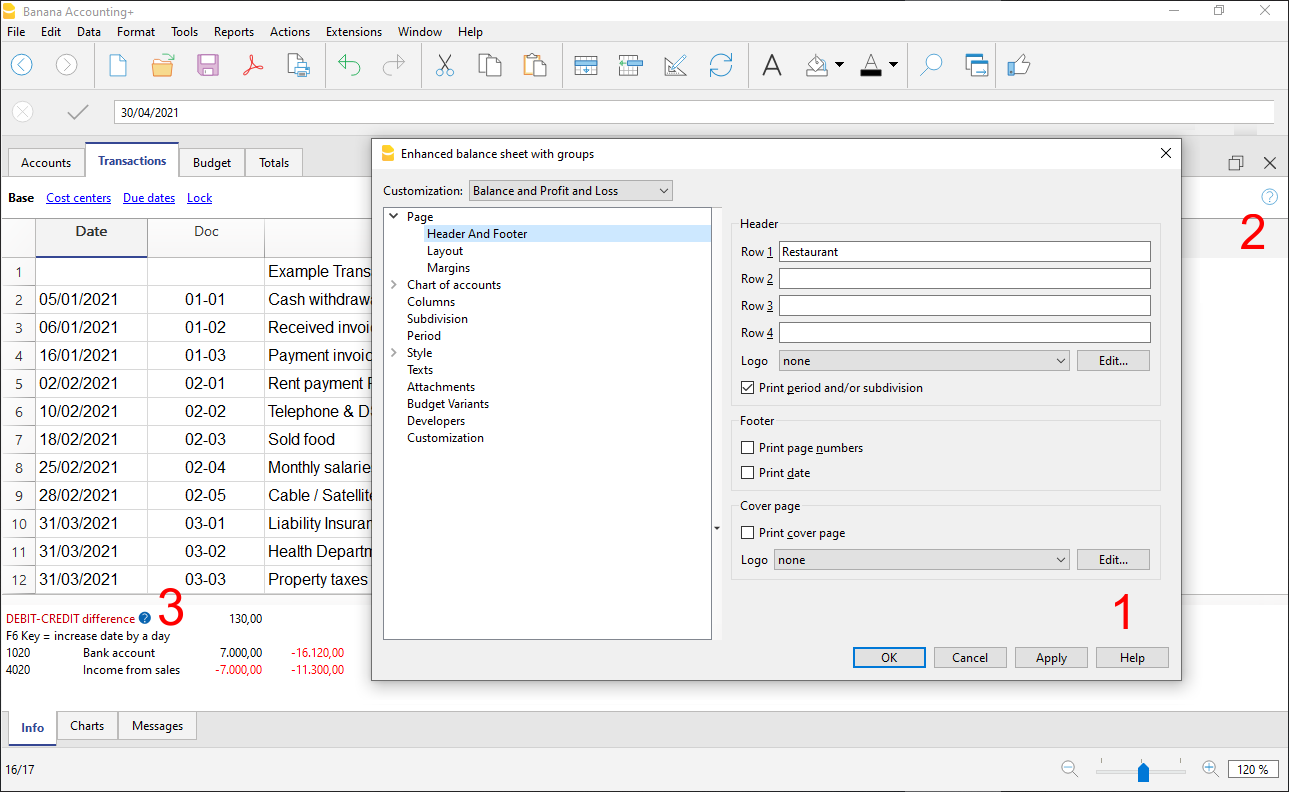 Banana Accounting+
File Edit Data Format Tools Reports Actions Extensions Window Help
30/04/2021
Accounts Transactions Budget Totals
Base Cost centers Due dates Lock
Date Doc
1 Example Trans
2 05/01/2021 01-01 Cash withdrawa
3 06/01/2021 01-02 Received invoi
4 16/01/2021 01-03 Payment invoic
5 02/02/2021 02-01 Rent payment F
6 10/02/2021 02-02 Telephone & D
7 18/02/2021 02-03 Sold food
8 25/02/2021 02-04 Monthly salaries
9 28/02/2021 02-05 Cable / Satellite
10 31/03/2021 03-01 Liability Insuran
11 31/03/2021 03-02 Health Departm
12 31/03/2021 03-03 Property taxes
Enhanced balance sheet with groups
Customization: Balance and Profit and Loss
Page
Header And Footer
Layout
Margins
Chart of accounts
Columns
Subdivision
Period
Style
Texts
Attachments
Budget Variants
Developers
Customization
Header
Row 1 Restaurant
Row 2
Row 3
Row 4
Logo none Edit...
Print period and/or subdivision
Footer
Print page numbers
Print date
Cover page
Print cover page
Logo none Edit...
1
OK Cancel Apply Help
?
2
DEBIT-CREDIT difference ? 3 130,00
F6 Key = increase date by a day
1020 Bank account 7.000,00 -16.120,00
4020 Income from sales -7.000,00 -11.300,00
Info Charts Messages
16/17
120 %